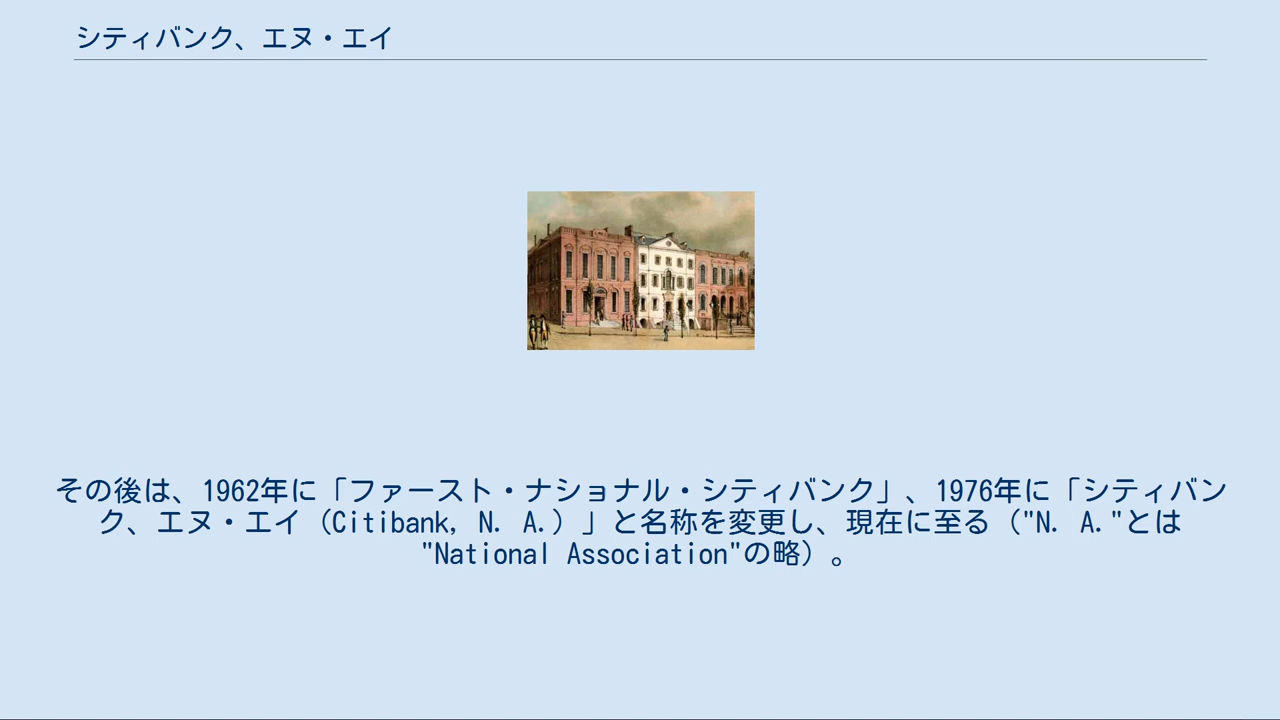 シティバンク、エヌ・エイ
その後は、1962年に「ファースト・ナショナル・シティバンク」、1976年に「シティバン
ク、エヌ・エイ（Citibank, N. A.）」と名称を変更し、現在に至る（"N. A."とは
"National Association"の略）。